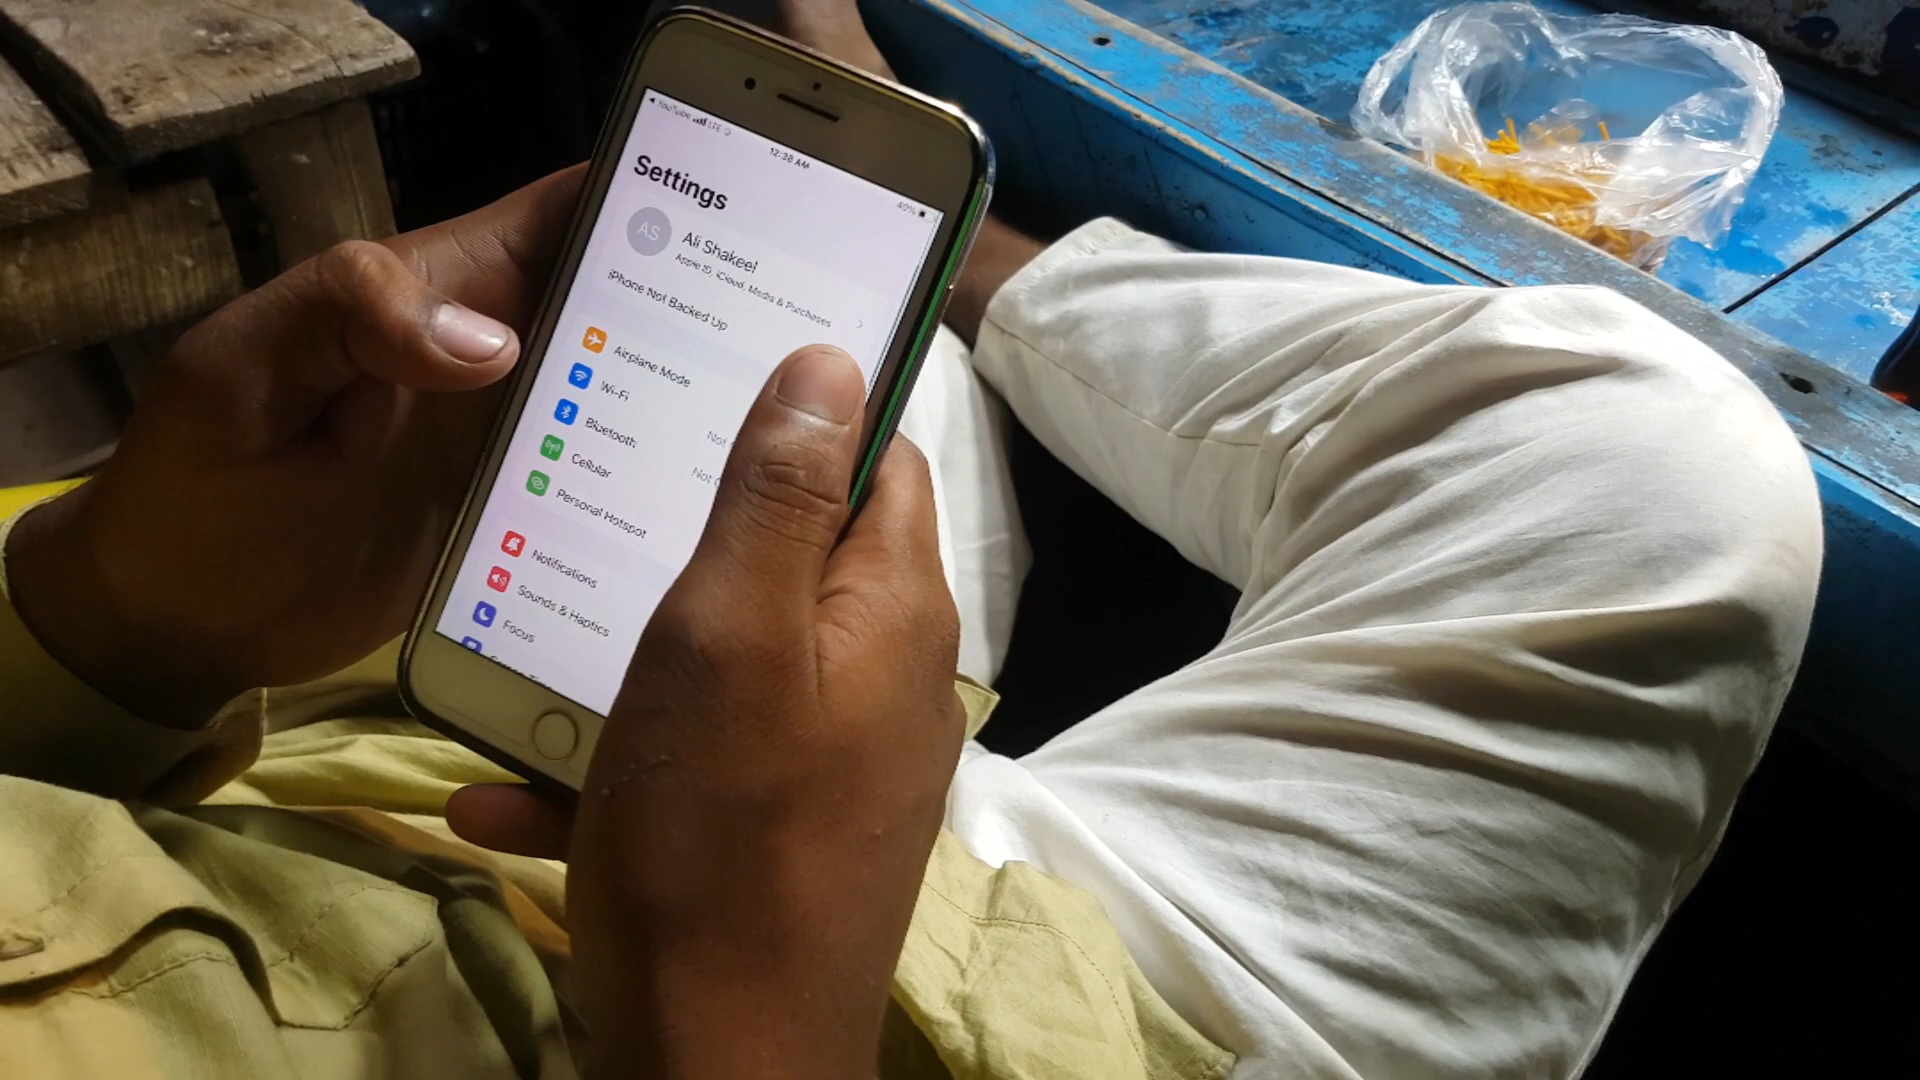 YouTube LTE
12:38 AM
40%
Settings
AS
Ali Shakeel
Apple ID, iCloud, Media & Purchases
iPhone Not Backed Up
Airplane Mode
Wi-Fi
Not
Bluetooth
Not
Cellular
Personal Hotspot
Notifications
Sounds & Haptics
Focus